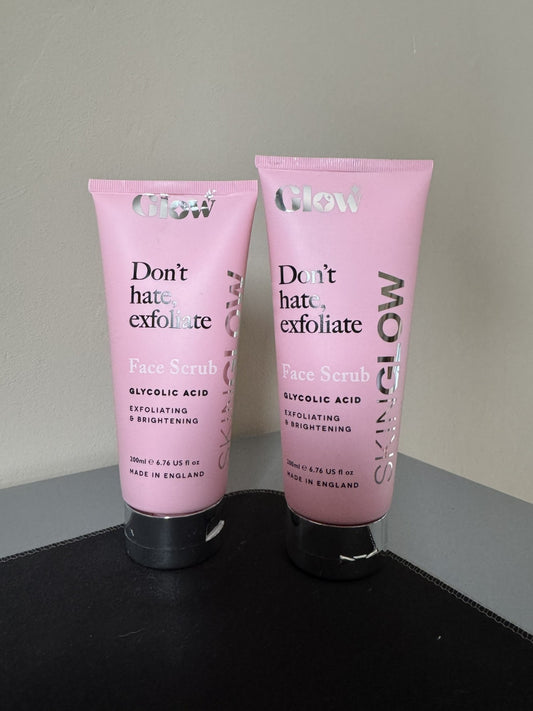 Glow
Don't
hate,
exfoliate
Face Scrub
GLYCOLIC ACID
EXFOLIATING
& BRIGHTENING
200ml e 6.76 US fl oz
MADE IN ENGLAND
SKINGLOW
Glow
Don't
hate,
exfoliate
Face Scrub
GLYCOLIC ACID
EXFOLIATING
& BRIGHTENING
200ml e 6.76 US fl oz
MADE IN ENGLAND
SKINGLOW